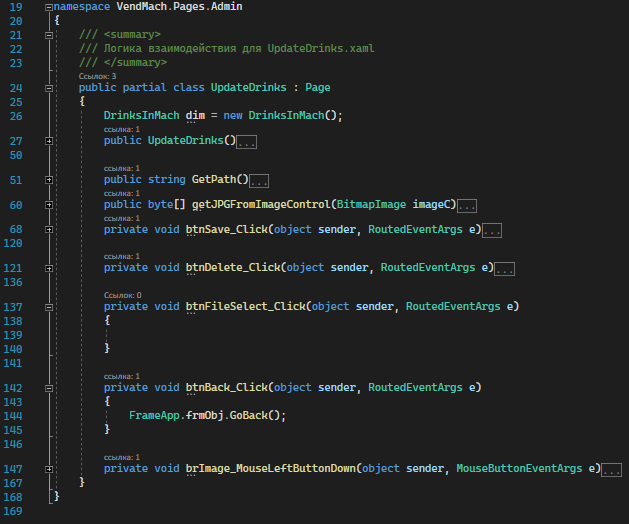 19 namespace VendMach.Pages.Admin
20 {
21 /// <summary>
22 /// Логика взаимодействия для UpdateDrinks.xaml
23 /// </summary>
Ссылок: 3
24 public partial class UpdateDrinks : Page
25 {
26 DrinksInMach dim = new DrinksInMach();
ссылка: 1
27 public UpdateDrinks()...
50
ссылка: 1
51 public string GetPath()...
ссылка: 1
60 public byte[] getJPGFromImageControl(BitmapImage imageC)...
ссылка: 1
68 private void btnSave_Click(object sender, RoutedEventArgs e)...
120
ссылка: 1
121 private void btnDelete_Click(object sender, RoutedEventArgs e)...
136
Ссылок: 0
137 private void btnFileSelect_Click(object sender, RoutedEventArgs e)
138 {
139
140 }
141
ссылка: 1
142 private void btnBack_Click(object sender, RoutedEventArgs e)
143 {
144 FrameApp.frmObj.GoBack();
145 }
146
ссылка: 1
147 private void brImage_MouseLeftButtonDown(object sender, MouseButtonEventArgs e)...
167 }
168 }
169